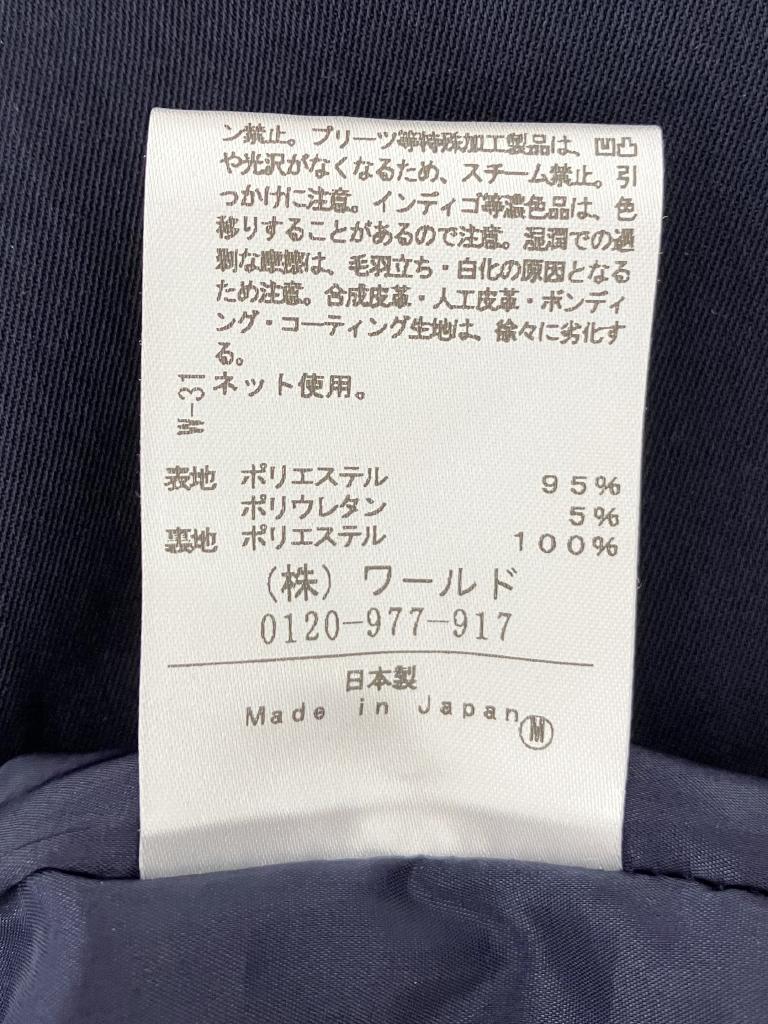 ン禁止。プリーツ等特殊加工製品は、凹凸
や光沢がなくなるため、スチーム禁止。引
っかけに注意。インディゴ等濃色品は、色
移りすることがあるので注意。湿潤での過
剰な摩擦は、毛羽立ち・白化の原因となる
ため注意。合成皮革・人工皮革・ボンディ
ング・コーティング生地は、徐々に劣化す
る。
ネット使用。
W-31
表地 ポリエステル 95%
ポリウレタン 5%
裏地 ポリエステル 100%
(株)ワールド
0120-977-917
日本製
Made in Japan Ⓜ